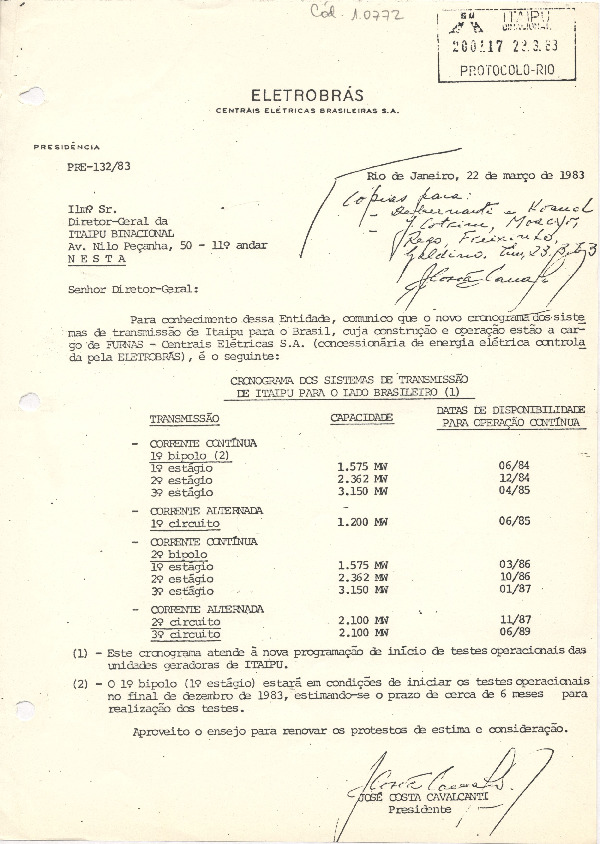 Cód. 1.0772
ITAIPU
BINACIONAL
200117 22.3.83
PROTOCOLO-RIO
ELETROBRÁS
CENTRAIS ELÉTRICAS BRASILEIRAS S.A.
PRESIDÊNCIA
PRE-132/83
Rio de Janeiro, 22 de março de 1983
Cópias para:
Ilmº Sr.
Diretor-Geral da
ITAIPU BINACIONAL
Av. Nilo Peçanha, 50 - 11º andar
N E S T A
Senhor Diretor-Geral:
Para conhecimento dessa Entidade, comunico que o novo cronograma dos siste
mas de transmissão de Itaipu para o Brasil, cuja construção e operação estão a car-
go de FURNAS - Centrais Elétricas S.A. (concessionária de energia elétrica controla
da pela ELETROBRÁS), é o seguinte:
CRONOGRAMA DOS SISTEMAS DE TRANSMISSÃO
DE ITAIPU PARA O LADO BRASILEIRO (1)
TRANSMISSÃO CAPACIDADE DATAS DE DISPONIBILIDADE
PARA OPERAÇÃO CONTÍNUA
- CORRENTE CONTÍNUA
1º bipolo (2)
1º estágio 1.575 MW 06/84
2º estágio 2.362 MW 12/84
3º estágio 3.150 MW 04/85
- CORRENTE ALTERNADA
1º circuito 1.200 MW 06/85
- CORRENTE CONTÍNUA
2º bipolo
1º estágio 1.575 MW 03/86
2º estágio 2.362 MW 10/86
3º estágio 3.150 MW 01/87
- CORRENTE ALTERNADA
2º circuito 2.100 MW 11/87
3º circuito 2.100 MW 06/89
(1) - Este cronograma atende à nova programação de início de testes operacionais das
unidades geradoras de ITAIPU.
(2) - O 1º bipolo (1º estágio) estará em condições de iniciar os testes operacionais
no final de dezembro de 1983, estimando-se o prazo de cerca de 6 meses para
realização dos testes.
Aproveito o ensejo para renovar os protestos de estima e consideração.
JOSÉ COSTA CAVALCANTI
Presidente